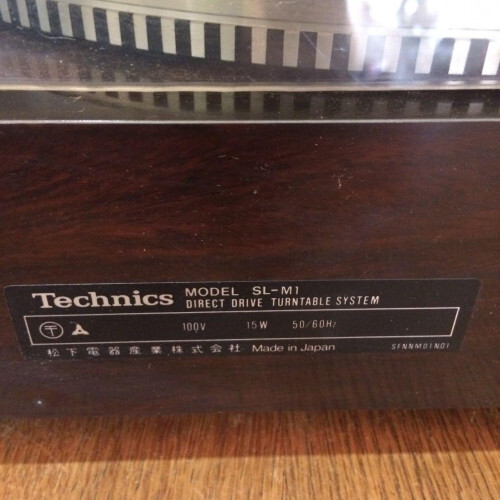 Technics MODEL SL-M1
DIRECT DRIVE TURNTABLE SYSTEM
〒 100V 15W 50/60Hz
松下電器産業株式会社 Made in Japan SFNNM01N01